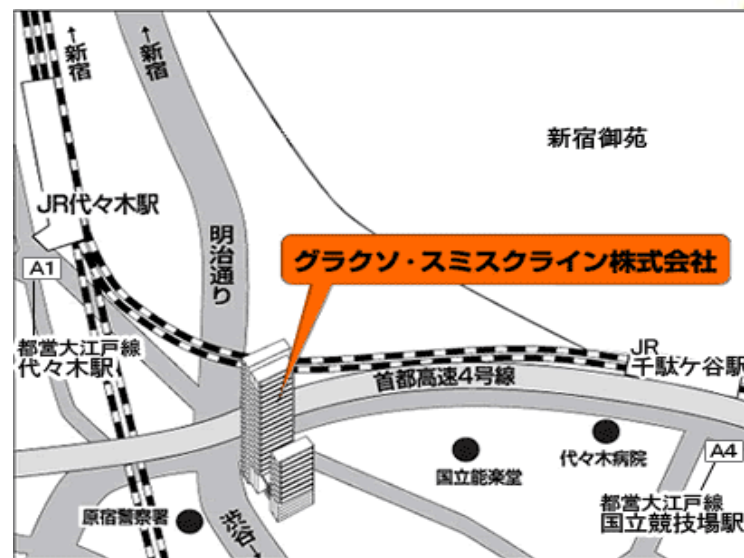 ↑新宿
↑新宿
新宿御苑
JR代々木駅
明治通り
グラクソ・スミスクライン株式会社
A1
都営大江戸線
代々木駅
JR
千駄ケ谷駅
首都高速4号線
代々木病院
国立能楽堂
A4
都営大江戸線
国立競技場駅
原宿警察署
渋谷→